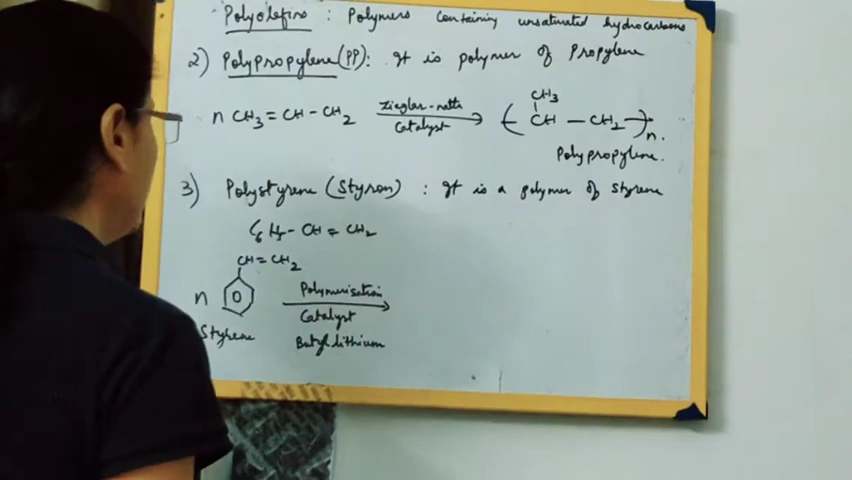 Polyolefins : Polymers containing unsaturated hydrocarbons
2) Polypropylene (PP): It is polymer of Propylene
n CH3 = CH - CH2 Ziegler-natta Catalyst ( CH3 CH - CH2 )n.
Polypropylene.
3) Polystyrene (Styron) : It is a polymer of styrene
C6H5 - CH = CH2
CH = CH2
n Polymerisation
Catalyst
Styrene Butyl lithium